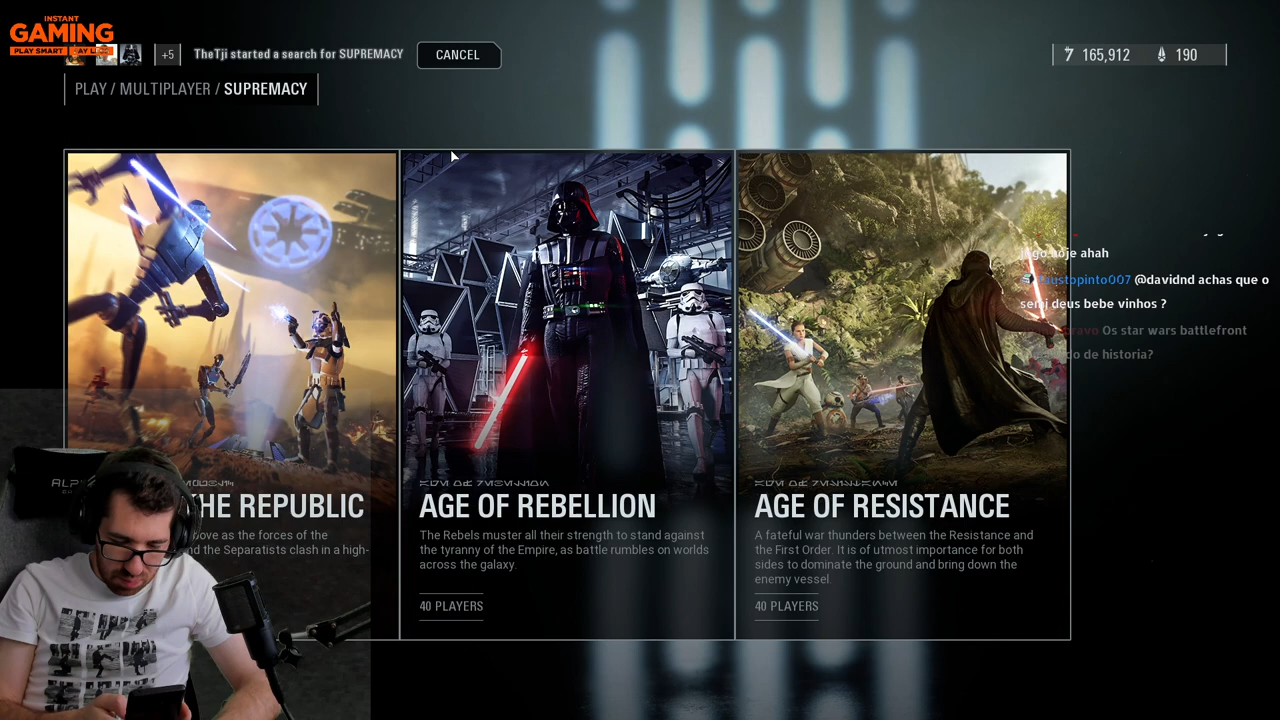 INSTANT
GAMING
PLAY SMART
+5
TheTji started a search for SUPREMACY
CANCEL
165,912
190
PLAY / MULTIPLAYER / SUPREMACY
ahah
@davidnd achas que o
deus bebe vinhos ?
Os star wars battlefront
de historia?
HE REPUBLIC
ove as forces of the
nd the Separatists clash in a high-
AGE OF REBELLION
The Rebels muster all their strength to stand against
the tyranny of the Empire, as battle rumbles on worlds
across the galaxy.
40 PLAYERS
AGE OF RESISTANCE
A fateful war thunders between the Resistance and
the First Order. It is of utmost importance for both
sides to dominate the ground and bring down the
enemy vessel.
40 PLAYERS